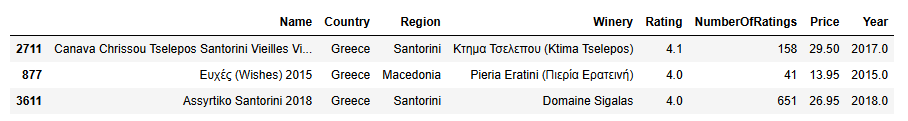 Name Country Region Winery Rating NumberOfRatings Price Year
2711 Canava Chrissou Tselepos Santorini Vieilles Vi... Greece Santorini Κτημα Τσελεπου (Ktima Tselepos) 4.1 158 29.50 2017.0
877 Ευχές (Wishes) 2015 Greece Macedonia Pieria Eratini (Πιερία Ερατεινή) 4.0 41 13.95 2015.0
3611 Assyrtiko Santorini 2018 Greece Santorini Domaine Sigalas 4.0 651 26.95 2018.0